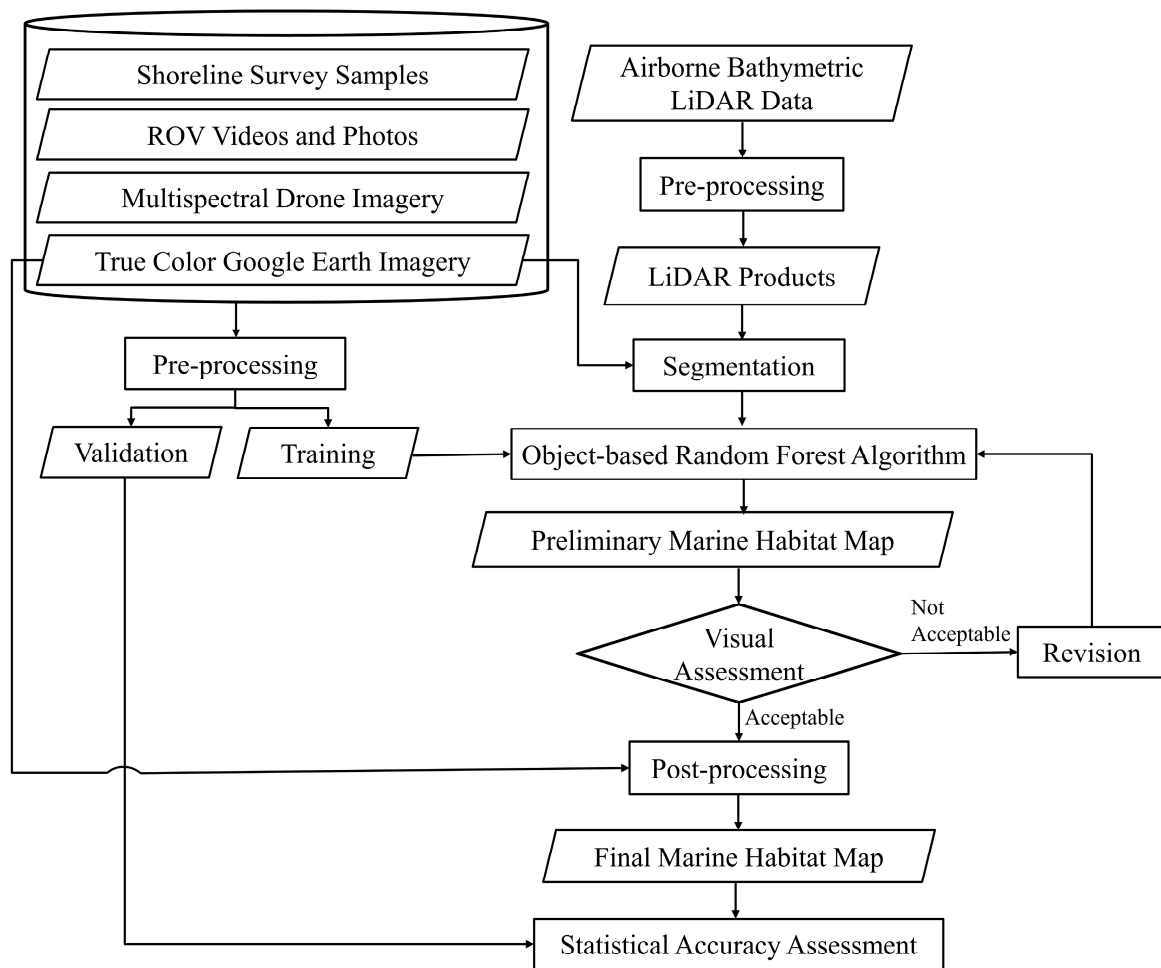 Shoreline Survey Samples
ROV Videos and Photos
Multispectral Drone Imagery
True Color Google Earth Imagery
Airborne Bathymetric
LiDAR Data
Pre-processing
LiDAR Products
Pre-processing
Segmentation
Validation
Training
Object-based Random Forest Algorithm
Preliminary Marine Habitat Map
Visual
Assessment
Not
Acceptable
Revision
Acceptable
Post-processing
Final Marine Habitat Map
Statistical Accuracy Assessment